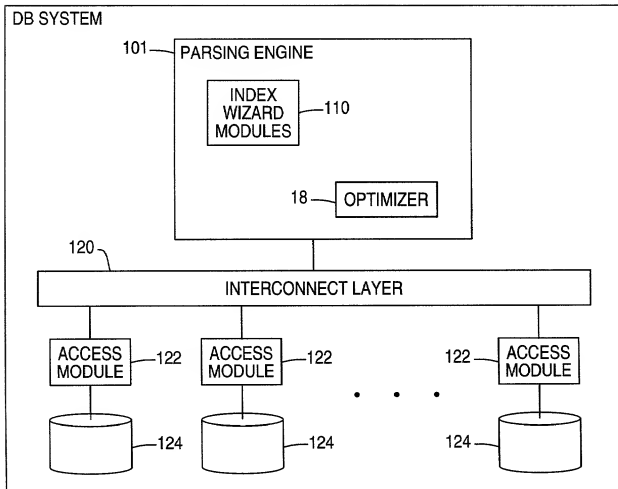 DB SYSTEM
101
PARSING ENGINE
INDEX
WIZARD
MODULES
110
18
OPTIMIZER
120
INTERCONNECT LAYER
ACCESS
MODULE
122
ACCESS
MODULE
122
122
ACCESS
MODULE
124
124
124